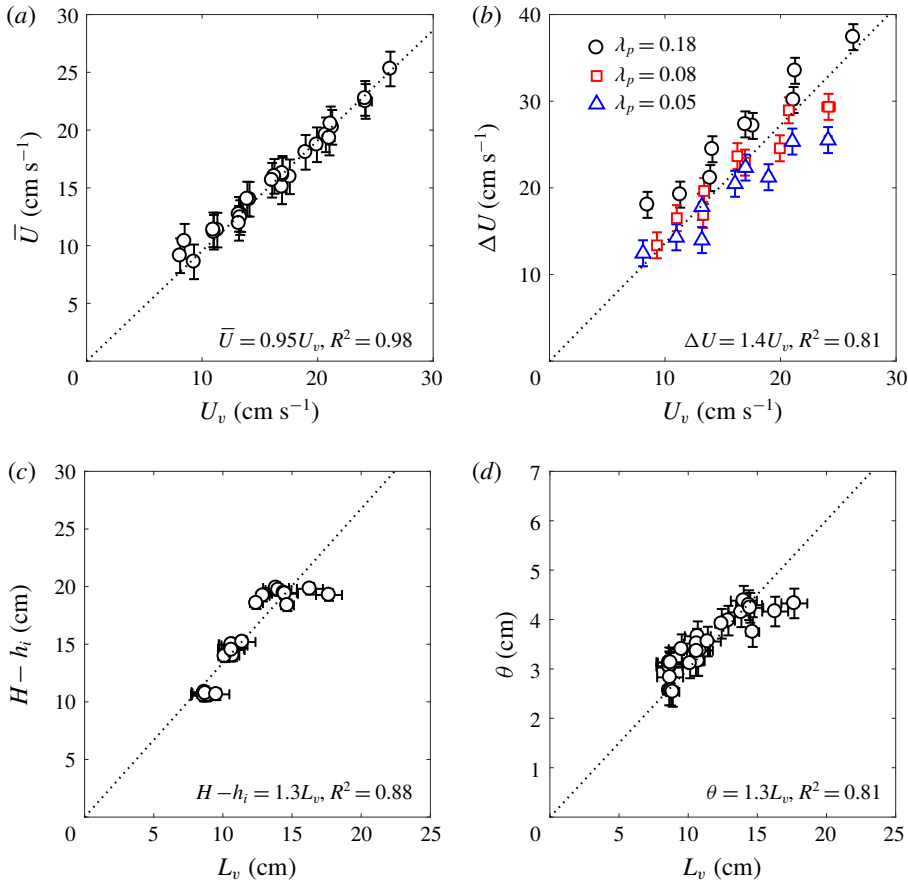 (a)
30
25
20
15
10
5
0
10
20
30
U̅ (cm s⁻¹)
U_v (cm s⁻¹)
U̅ = 0.95U_v, R² = 0.98
(b)
40
30
20
10
0
10
20
30
ΔU (cm s⁻¹)
U_v (cm s⁻¹)
λ_p = 0.18
λ_p = 0.08
λ_p = 0.05
ΔU = 1.4U_v, R² = 0.81
(c)
30
25
20
15
10
5
0
5
10
15
20
25
H − h_i (cm)
L_v (cm)
H − h_i = 1.3L_v, R² = 0.88
(d)
7
6
5
4
3
2
1
0
5
10
15
20
25
θ (cm)
L_v (cm)
θ = 1.3L_v, R² = 0.81